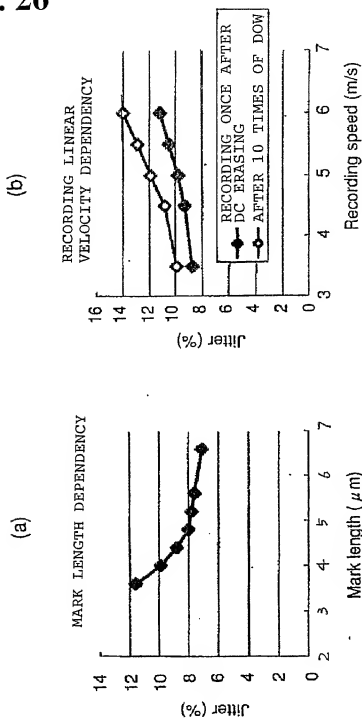 . 26
(a)
MARK LENGTH DEPENDENCY
14
12
10
8
6
4
2
0
Jitter (%)
2
3
4
5
6
7
Mark length ( μm)
(b)
RECORDING LINEAR
VELOCITY DEPENDENCY
16
14
12
10
8
6
4
2
0
Jitter (%)
3
4
5
6
7
Recording speed (m/s)
RECORDING ONCE AFTER
DC ERASING
AFTER 10 TIMES OF DOW